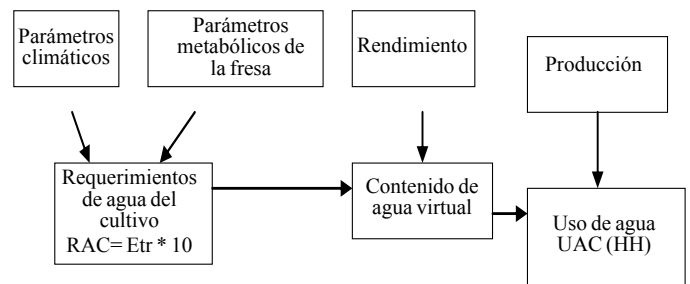 Parámetros
climáticos
Parámetros
metabólicos de
la fresa
Rendimiento
Producción
Requerimientos
de agua del
cultivo
RAC= Etr * 10
Contenido de
agua virtual
Uso de agua
UAC (HH)